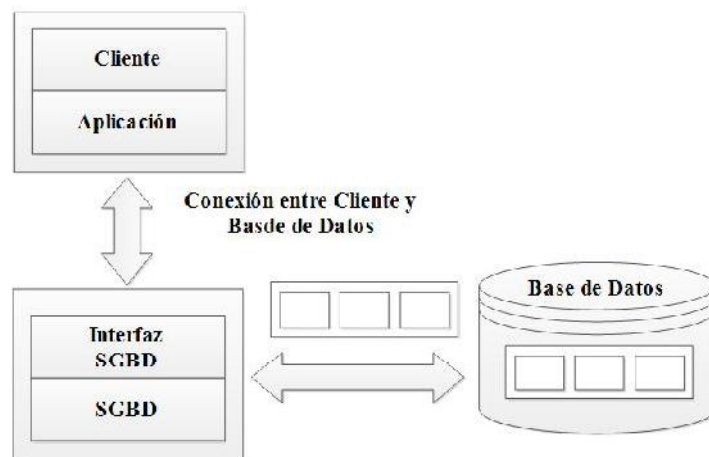 Cliente
Aplicación
Conexión entre Cliente y
Basde de Datos
Interfaz
SGBD
SGBD
Base de Datos